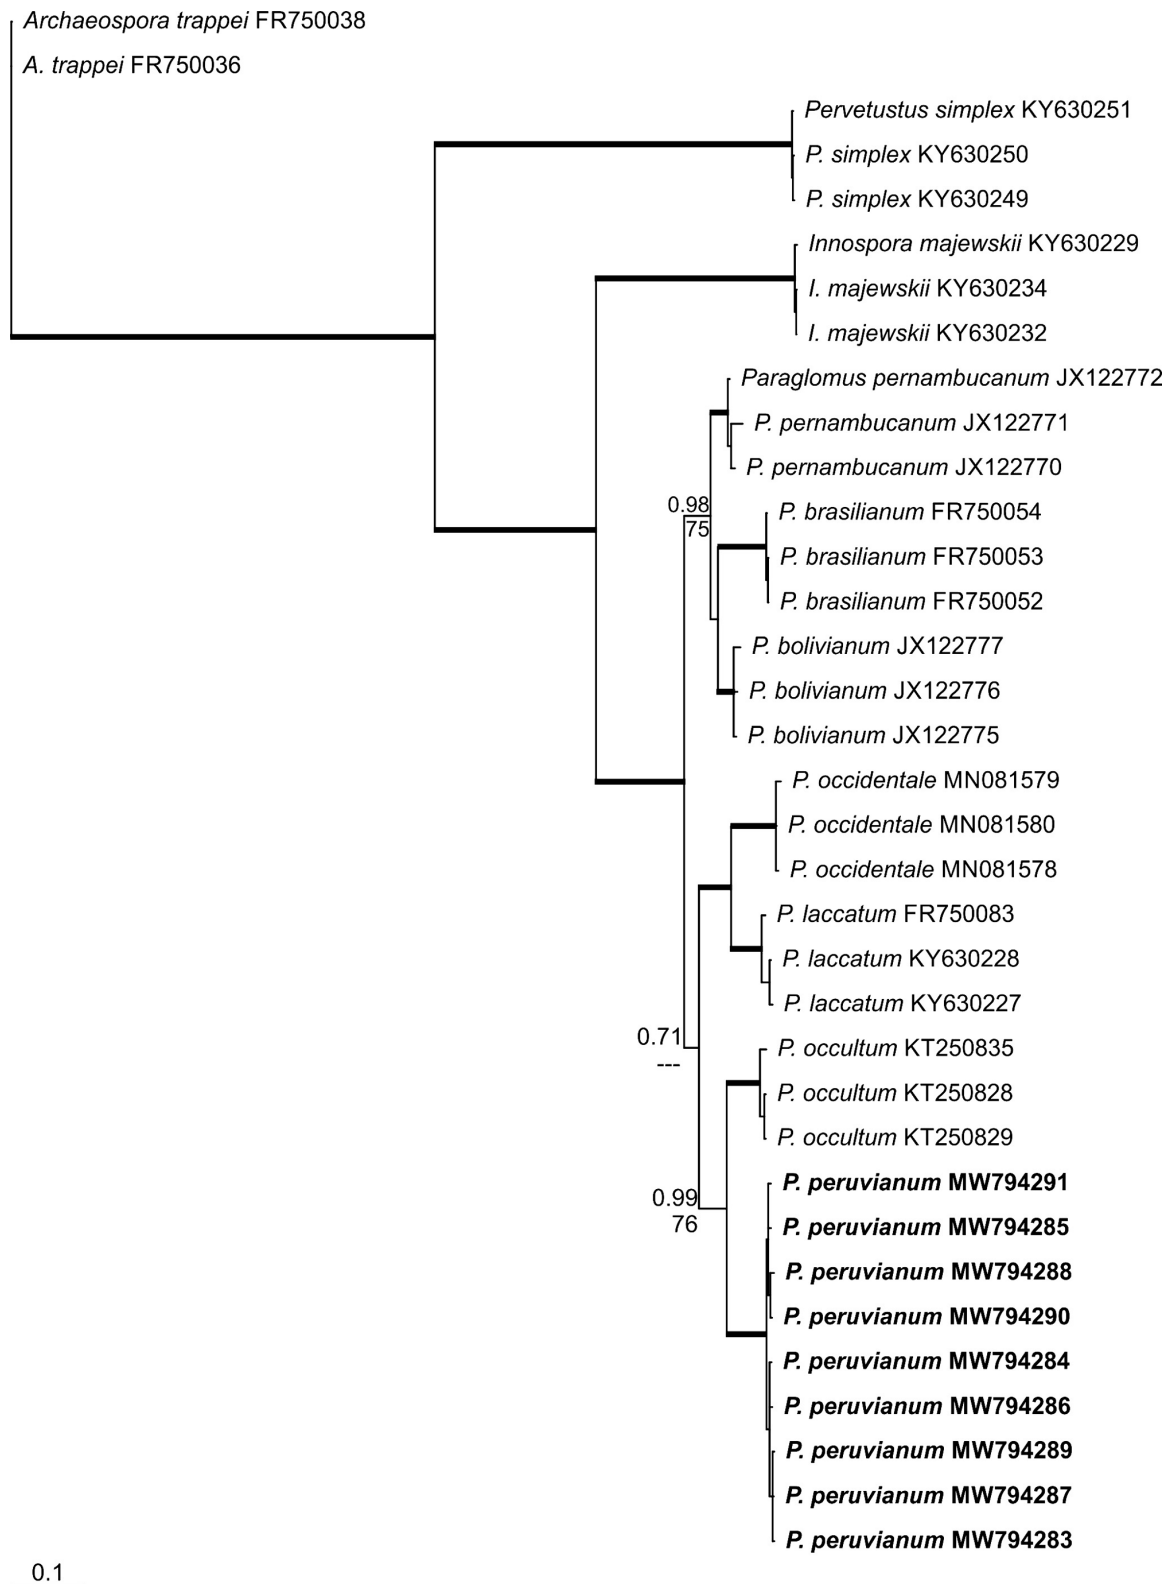 Archaeospora trappei FR750038
A. trappei FR750036
Pervetustus simplex KY630251
P. simplex KY630250
P. simplex KY630249
Innospora majewskii KY630229
I. majewskii KY630234
I. majewskii KY630232
Paraglomus pernambucanum JX122772
P. pernambucanum JX122771
P. pernambucanum JX122770
0.98
P. brasilianum FR750054
75
P. brasilianum FR750053
P. brasilianum FR750052
P. bolivianum JX122777
P. bolivianum JX122776
P. bolivianum JX122775
P. occidentale MN081579
P. occidentale MN081580
P. occidentale MN081578
P. laccatum FR750083
P. laccatum KY630228
P. laccatum KY630227
0.71
P. occultum KT250835
---
P. occultum KT250828
P. occultum KT250829
P. peruvianum MW794291
0.99
76
P. peruvianum MW794285
P. peruvianum MW794288
P. peruvianum MW794290
P. peruvianum MW794284
P. peruvianum MW794286
P. peruvianum MW794289
P. peruvianum MW794287
P. peruvianum MW794283
0.1